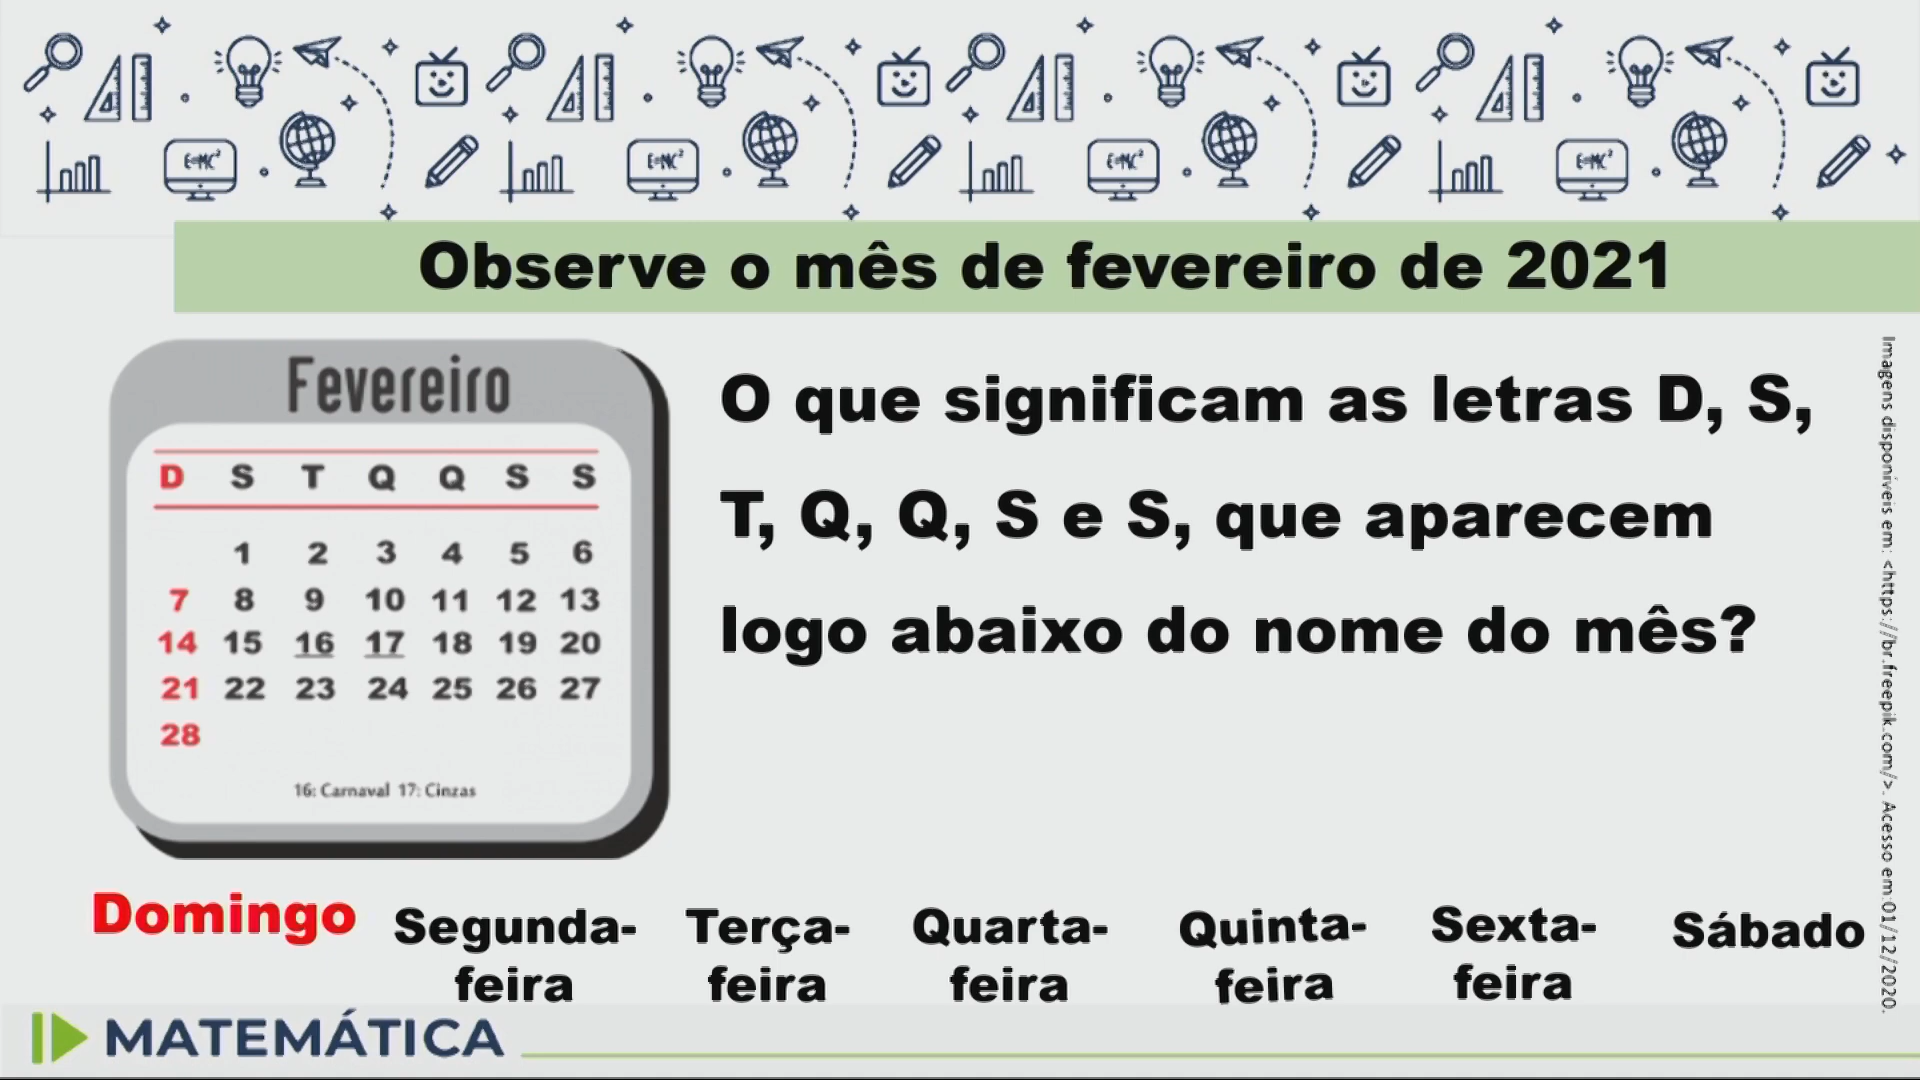 E=MC² E=MC² E=MC² E=MC²
Observe o mês de fevereiro de 2021
Fevereiro
D S T Q Q S S
1 2 3 4 5 6
7 8 9 10 11 12 13
14 15 16 17 18 19 20
21 22 23 24 25 26 27
28
16: Carnaval 17: Cinzas
O que significam as letras D, S,
T, Q, Q, S e S, que aparecem
logo abaixo do nome do mês?
Imagens disponíveis em: <https://br.freepik.com/>. Acesso em:01/12/2020.
Domingo
Segunda-
feira
Terça-
feira
Quarta-
feira
Quinta-
feira
Sexta-
feira
Sábado
MATEMÁTICA